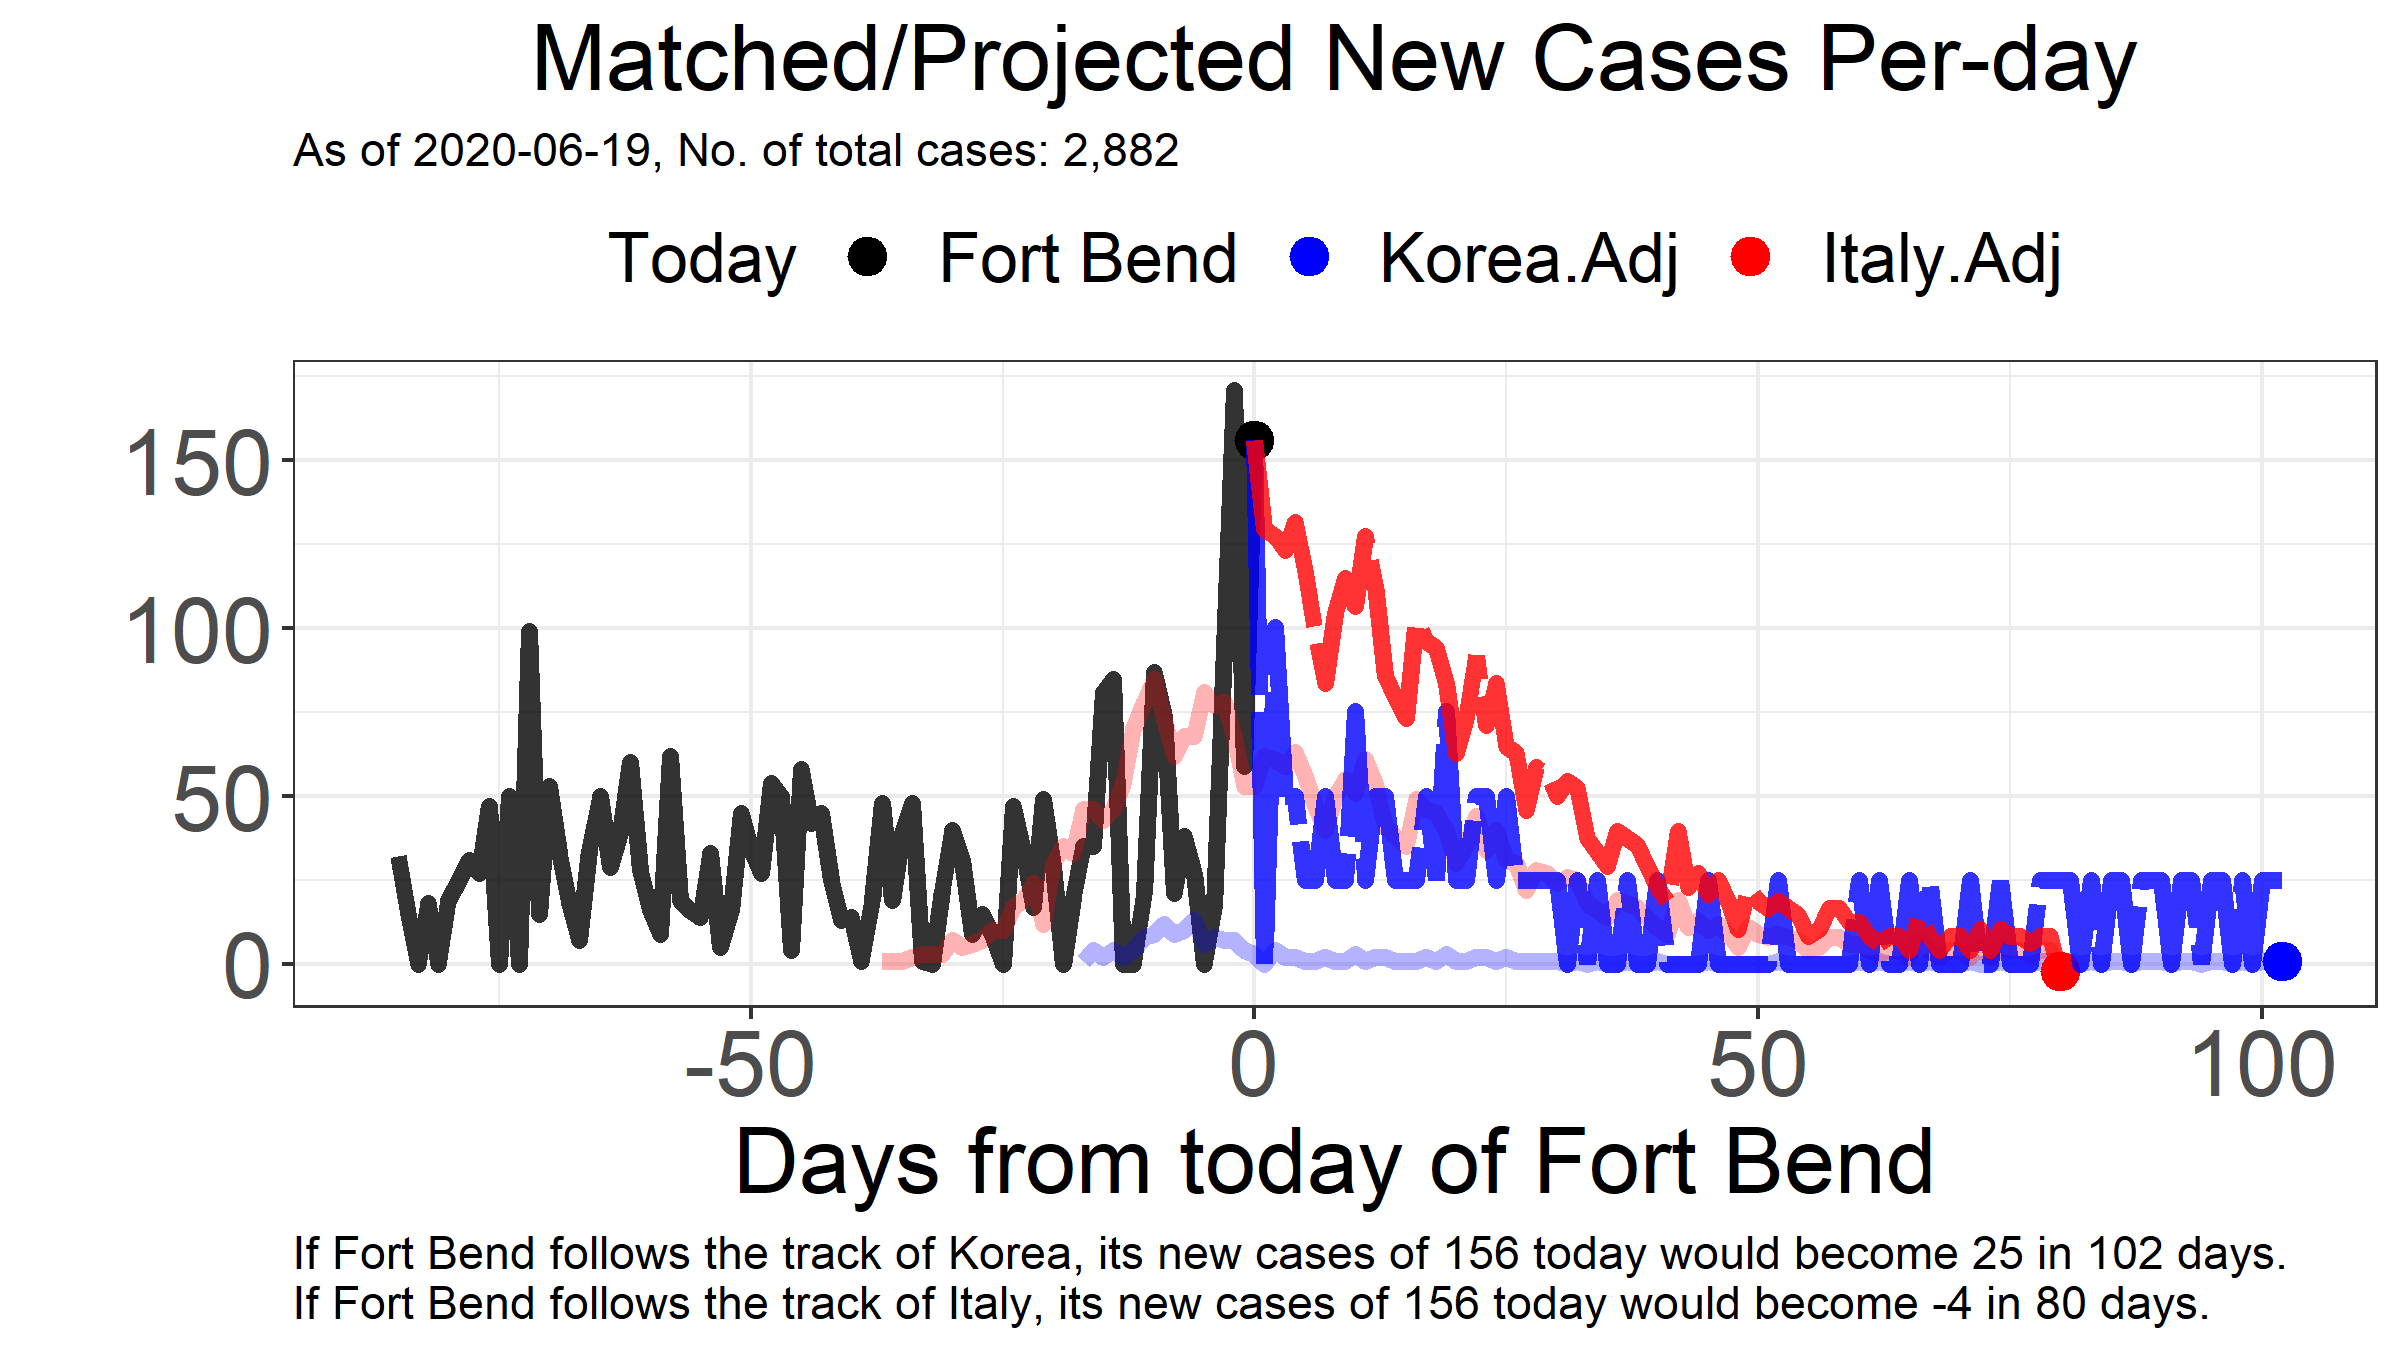 Matched/Projected New Cases Per-day
As of 2020-06-19, No. of total cases: 2,882
Today Fort Bend Korea.Adj Italy.Adj
150
100
50
0
-50 0 50 100
Days from today of Fort Bend
If Fort Bend follows the track of Korea, its new cases of 156 today would become 25 in 102 days.
If Fort Bend follows the track of Italy, its new cases of 156 today would become -4 in 80 days.